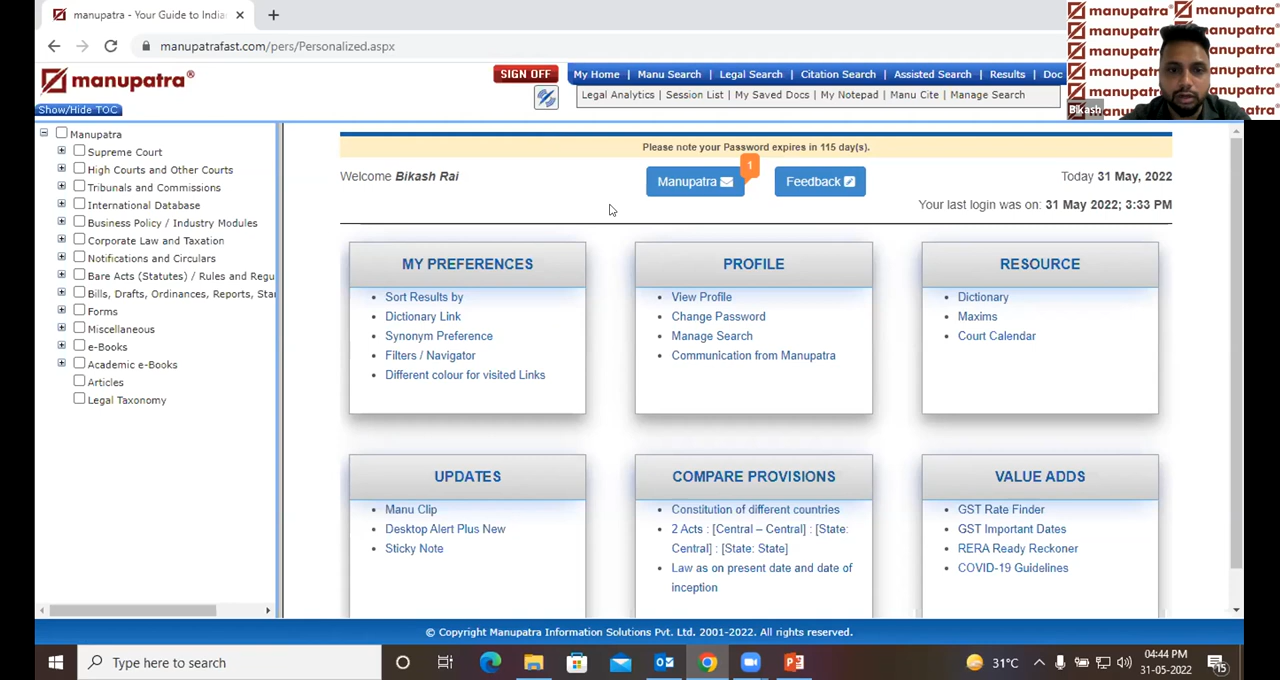 manupatra - Your Guide to India
manupatrafast.com/pers/Personalized.aspx
manupatra®
Show/Hide TOC
SIGN OFF
My Home | Manu Search | Legal Search | Citation Search | Assisted Search | Results | Doc
Legal Analytics | Session List | My Saved Docs | My Notepad | Manu Cite | Manage Search
manupatra® manupatra®
manupatra
manupatra
manupatra
manupatra
Bikash
Manupatra
Supreme Court
High Courts and Other Courts
Tribunals and Commissions
International Database
Business Policy / Industry Modules
Corporate Law and Taxation
Notifications and Circulars
Bare Acts (Statutes) / Rules and Regu
Bills, Drafts, Ordinances, Reports, Star
Forms
Miscellaneous
e-Books
Academic e-Books
Articles
Legal Taxonomy
Please note your Password expires in 115 day(s).
Welcome Bikash Rai
Manupatra
1
Feedback
Today 31 May, 2022
Your last login was on: 31 May 2022; 3:33 PM
MY PREFERENCES
Sort Results by
Dictionary Link
Synonym Preference
Filters / Navigator
Different colour for visited Links
PROFILE
View Profile
Change Password
Manage Search
Communication from Manupatra
RESOURCE
Dictionary
Maxims
Court Calendar
UPDATES
Manu Clip
Desktop Alert Plus New
Sticky Note
COMPARE PROVISIONS
Constitution of different countries
2 Acts : [Central – Central] : [State:
Central] : [State: State]
Law as on present date and date of
inception
VALUE ADDS
GST Rate Finder
GST Important Dates
RERA Ready Reckoner
COVID-19 Guidelines
© Copyright Manupatra Information Solutions Pvt. Ltd. 2001-2022. All rights reserved.
Type here to search
31°C
04:44 PM
31-05-2022
15